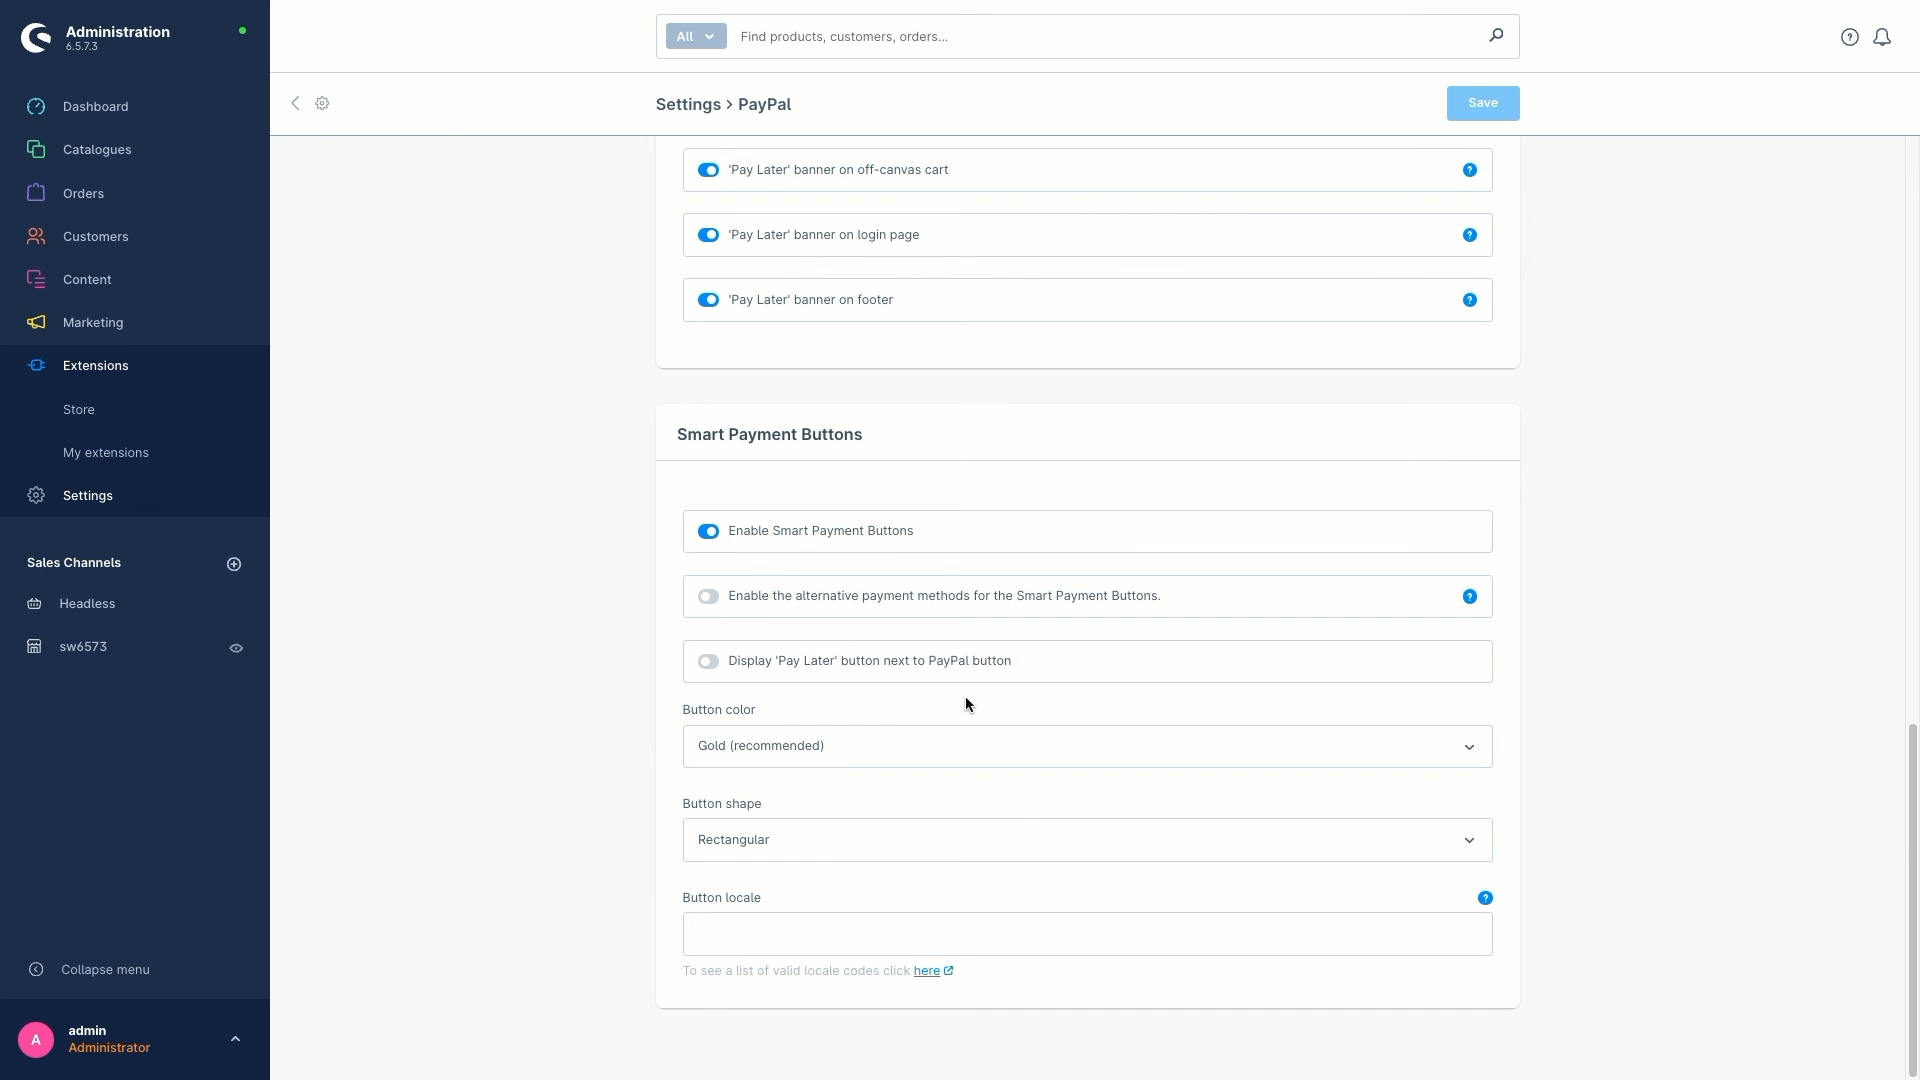 Administration
6.5.7.3
All
Find products, customers, orders...
Settings > PayPal
Save
Dashboard
Catalogues
Orders
Customers
Content
Marketing
Extensions
Store
My extensions
Settings
Sales Channels
Headless
sw6573
Collapse menu
A
admin
Administrator
'Pay Later' banner on off-canvas cart
?
'Pay Later' banner on login page
?
'Pay Later' banner on footer
?
Smart Payment Buttons
Enable Smart Payment Buttons
Enable the alternative payment methods for the Smart Payment Buttons.
?
Display 'Pay Later' button next to PayPal button
Button color
Gold (recommended)
Button shape
Rectangular
Button locale
?
To see a list of valid locale codes click here